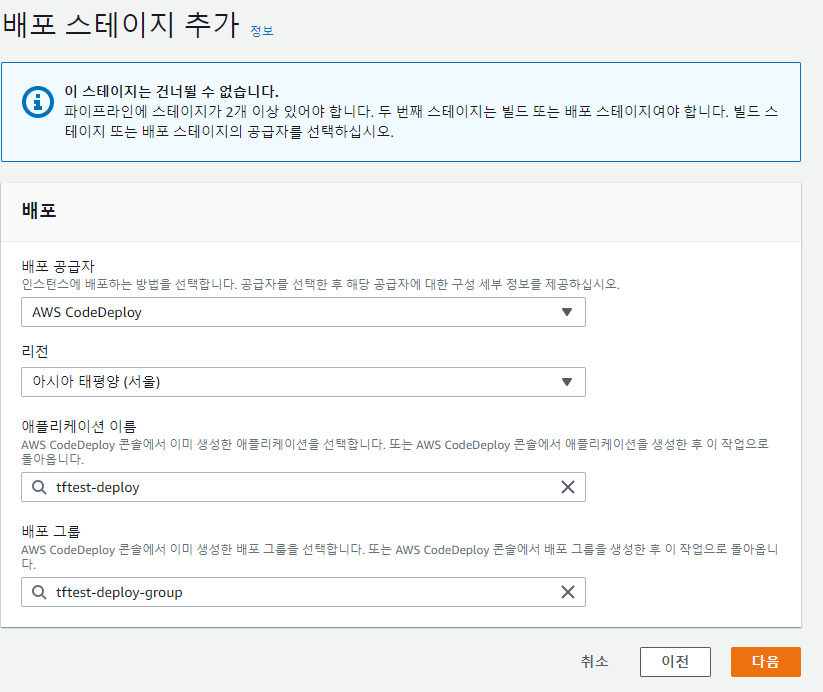 배포 스테이지 추가 정보
이 스테이지는 건너뛸 수 없습니다.
파이프라인에 스테이지가 2개 이상 있어야 합니다. 두 번째 스테이지는 빌드 또는 배포 스테이지여야 합니다. 빌드 스
테이지 또는 배포 스테이지의 공급자를 선택하십시오.
배포
배포 공급자
인스턴스에 배포하는 방법을 선택합니다. 공급자를 선택한 후 해당 공급자에 대한 구성 세부 정보를 제공하십시오.
AWS CodeDeploy
리전
아시아 태평양 (서울)
애플리케이션 이름
AWS CodeDeploy 콘솔에서 이미 생성한 애플리케이션을 선택합니다. 또는 AWS CodeDeploy 콘솔에서 애플리케이션을 생성한 후 이 작업으로
돌아옵니다.
tftest-deploy
배포 그룹
AWS CodeDeploy 콘솔에서 이미 생성한 배포 그룹을 선택합니다. 또는 AWS CodeDeploy 콘솔에서 배포 그룹을 생성한 후 이 작업으로 돌아옵니
다.
tftest-deploy-group
취소 이전 다음